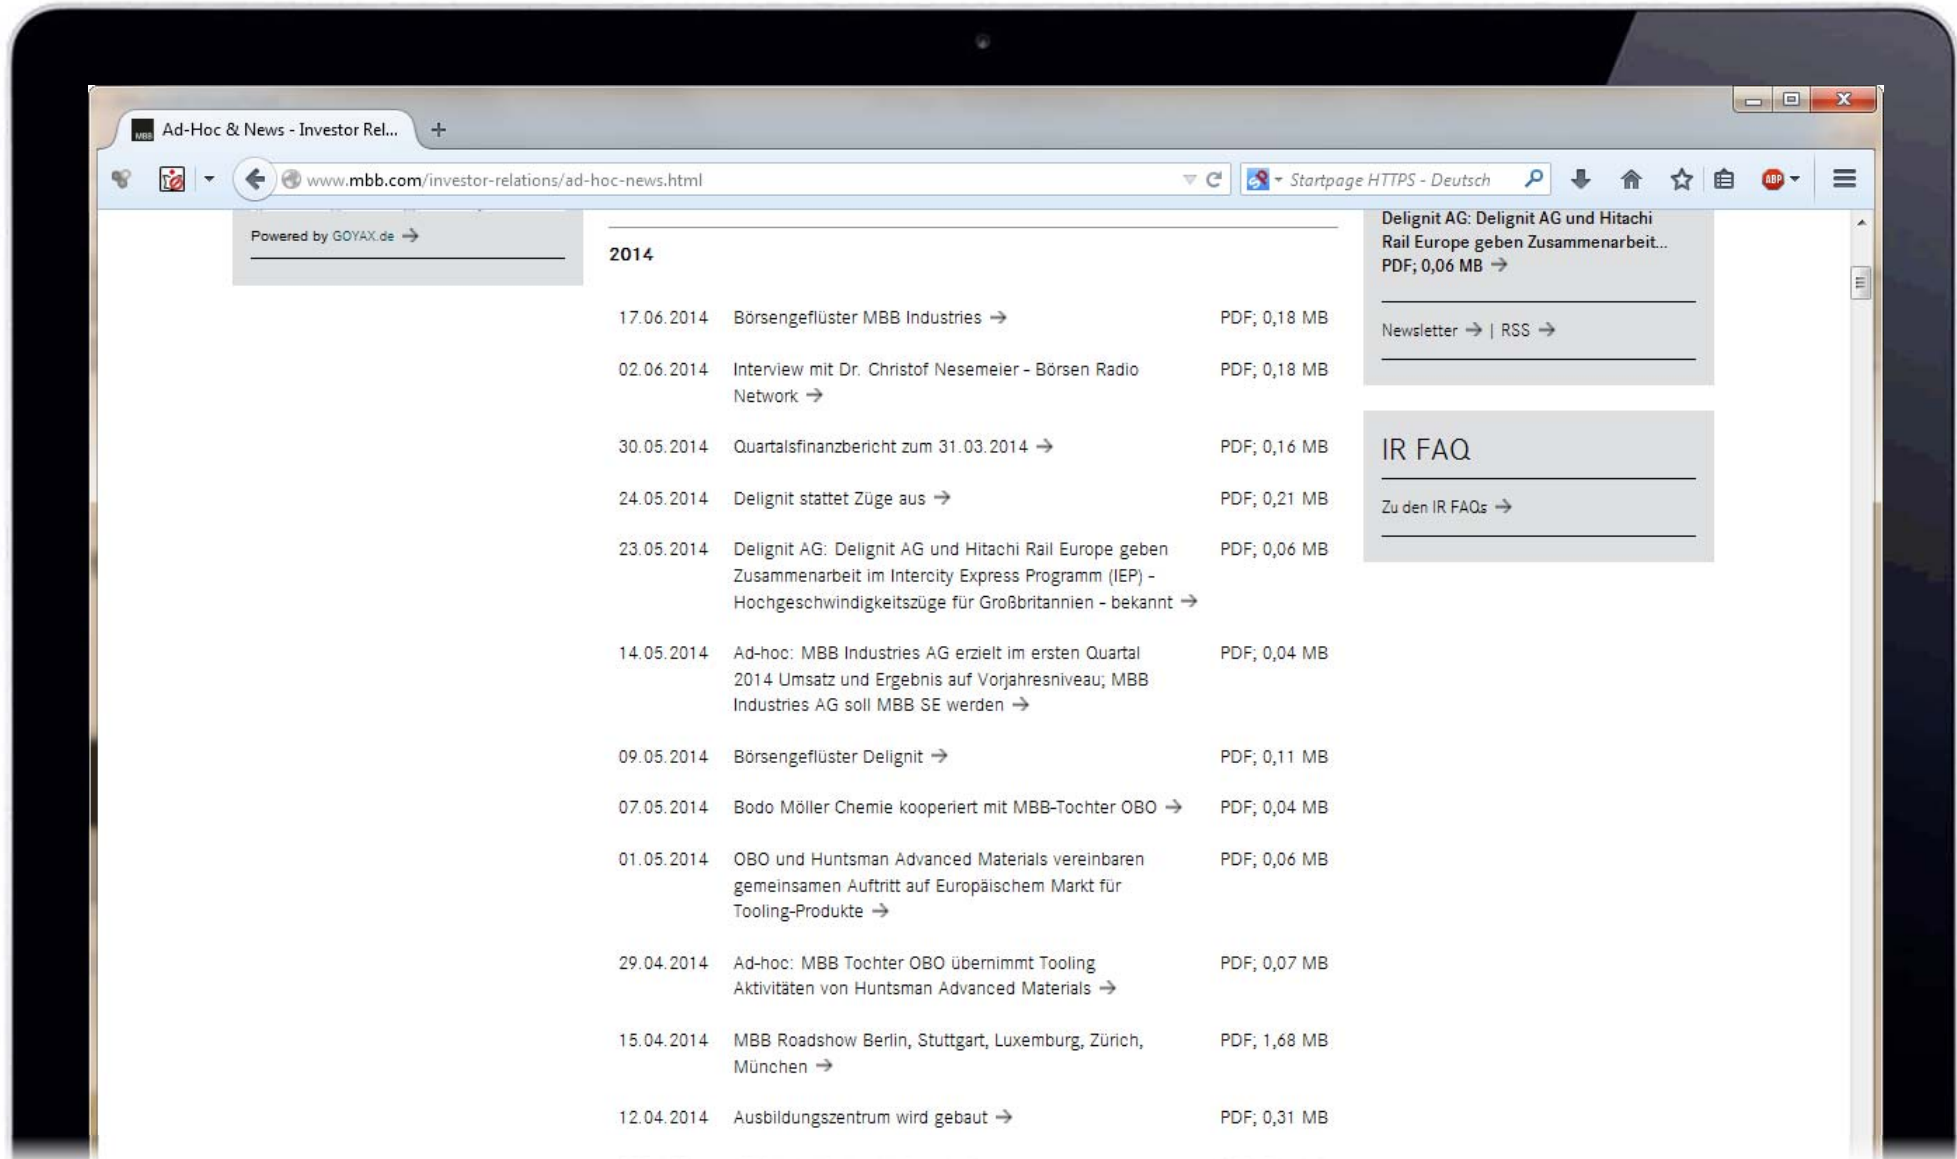 Ad-Hoc & News - Investor Rel...
www.mbb.com/investor-relations/ad-hoc-news.html
Startpage HTTPS - Deutsch
ABP
MBB
Powered by GOYAX.de →
2014
17.06.2014 Börsengeflüster MBB Industries → PDF; 0,18 MB
02.06.2014 Interview mit Dr. Christof Nesemeier - Börsen Radio PDF; 0,18 MB
Network →
30.05.2014 Quartalsfinanzbericht zum 31.03.2014 → PDF; 0,16 MB
24.05.2014 Delignit stattet Züge aus → PDF; 0,21 MB
23.05.2014 Delignit AG: Delignit AG und Hitachi Rail Europe geben PDF; 0,06 MB
Zusammenarbeit im Intercity Express Programm (IEP) -
Hochgeschwindigkeitszüge für Großbritannien - bekannt →
14.05.2014 Ad-hoc: MBB Industries AG erzielt im ersten Quartal PDF; 0,04 MB
2014 Umsatz und Ergebnis auf Vorjahresniveau; MBB
Industries AG soll MBB SE werden →
09.05.2014 Börsengeflüster Delignit → PDF; 0,11 MB
07.05.2014 Bodo Möller Chemie kooperiert mit MBB-Tochter OBO → PDF; 0,04 MB
01.05.2014 OBO und Huntsman Advanced Materials vereinbaren PDF; 0,06 MB
gemeinsamen Auftritt auf Europäischem Markt für
Tooling-Produkte →
29.04.2014 Ad-hoc: MBB Tochter OBO übernimmt Tooling PDF; 0,07 MB
Aktivitäten von Huntsman Advanced Materials →
15.04.2014 MBB Roadshow Berlin, Stuttgart, Luxemburg, Zürich, PDF; 1,68 MB
München →
12.04.2014 Ausbildungszentrum wird gebaut → PDF; 0,31 MB
Delignit AG: Delignit AG und Hitachi
Rail Europe geben Zusammenarbeit...
PDF; 0,06 MB →
Newsletter → | RSS →
IR FAQ
Zu den IR FAQs →